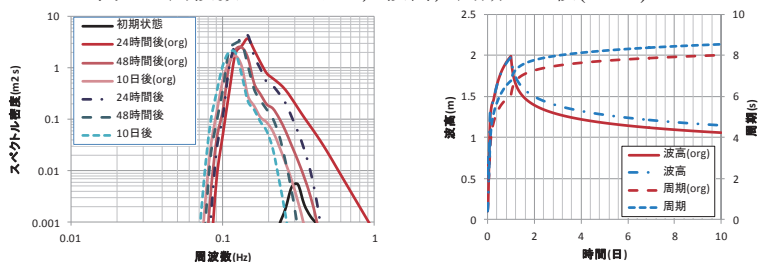 初期状態
24時間後(org)
48時間後(org)
10日後(org)
24時間後
48時間後
10日後
スペクトル密度(m2 s)
10
1
0.1
0.01
0.001
0.01
0.1
1
周波数(Hz)
2.5
2
1.5
1
0.5
0
波高(m)
10
8
6
4
2
0
周期(s)
波高(org)
波高
周期(org)
周期
0
2
4
6
8
10
時間(日)